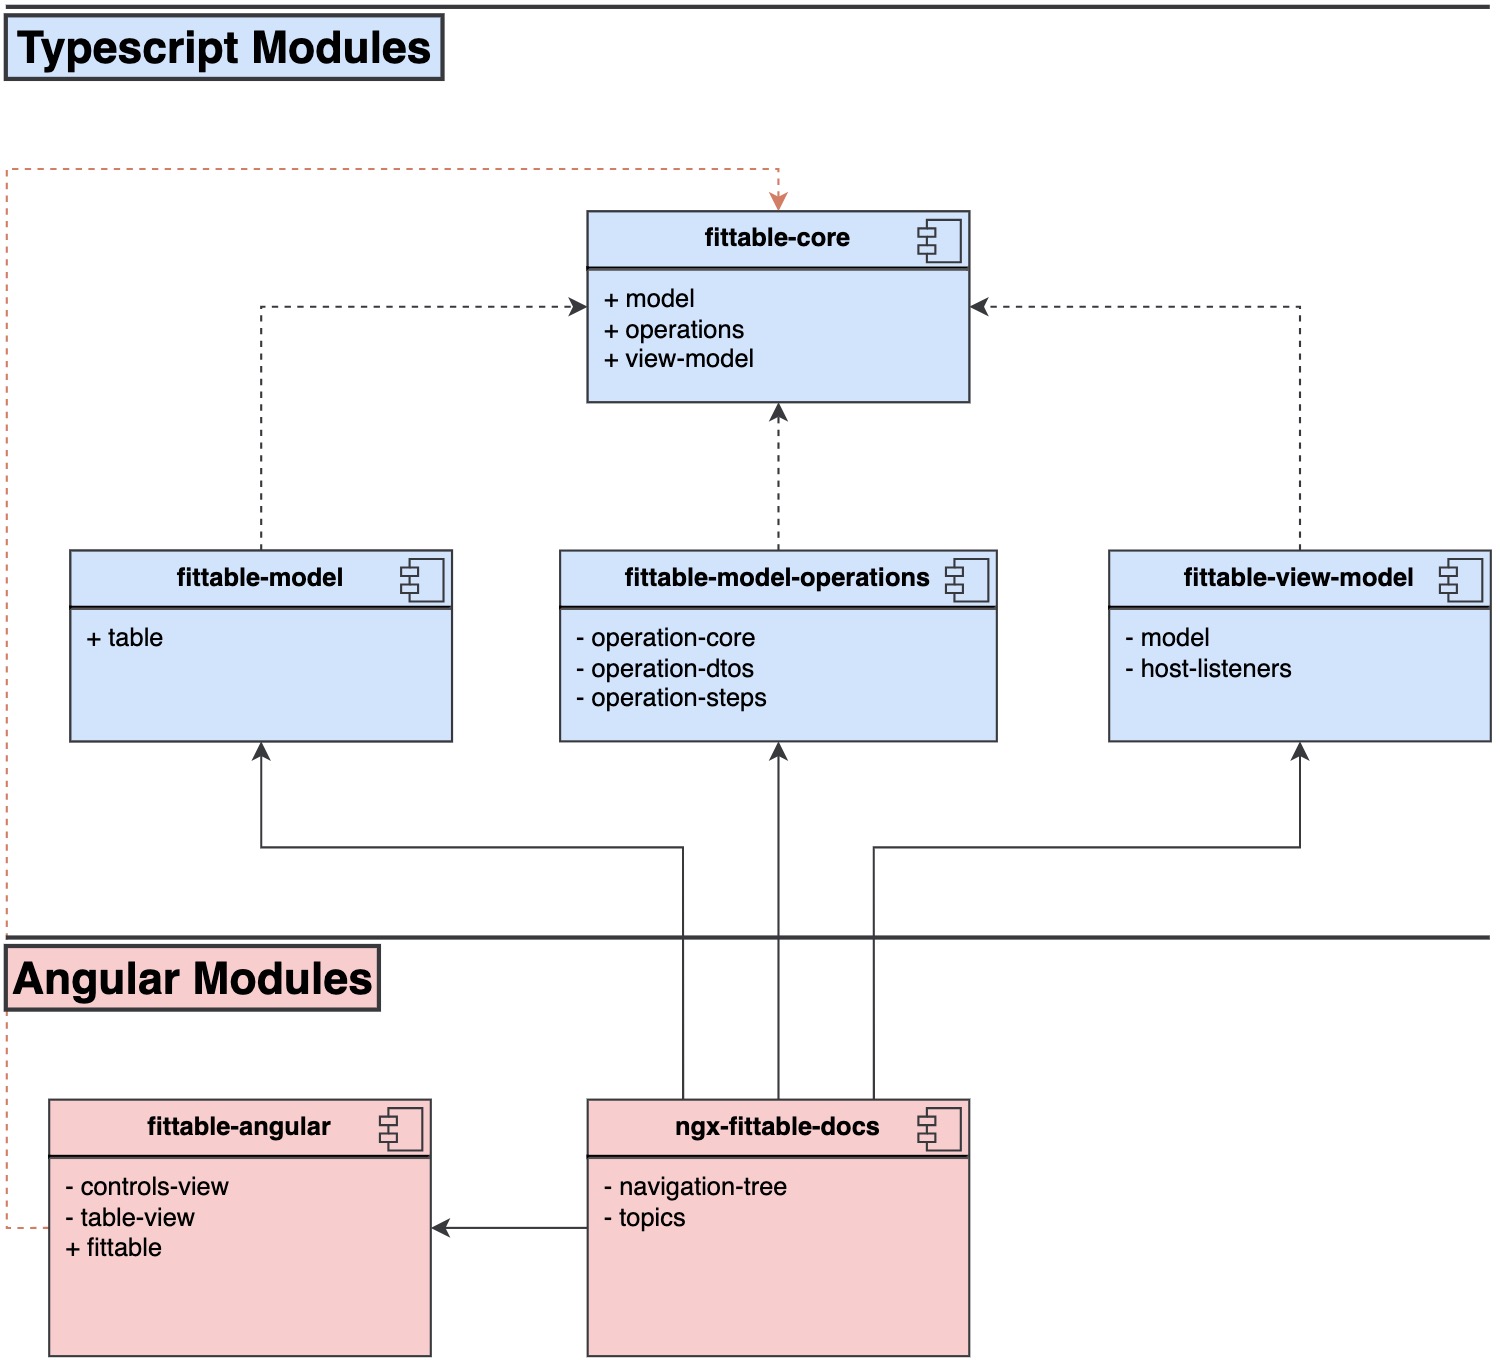 Typescript Modules
fittable-core
+ model
+ operations
+ view-model
fittable-model
+ table
fittable-model-operations
- operation-core
- operation-dtos
- operation-steps
fittable-view-model
- model
- host-listeners
Angular Modules
fittable-angular
- controls-view
- table-view
+ fittable
ngx-fittable-docs
- navigation-tree
- topics